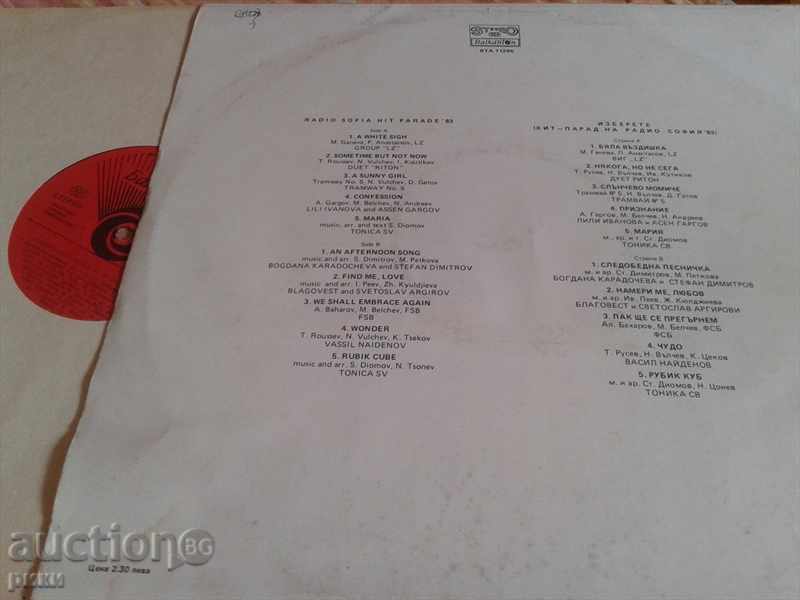 СТЕРЕО
Balkanton
ВТА 11296
RADIO SOFIA HIT PARADE '83
Side A
1. A WHITE SIGH
M. Ganeva, P. Anastasov, LZ
GROUP "LZ"
2. SOMETIME BUT NOT NOW
T. Roussev, N. Vulchev, I. Kutzikov
DUET "RITON"
3. A SUNNY GIRL
Tramway No. 5, N. Vulchev, D. Getov
TRAMWAY No. 5
4. CONFESSION
A. Gargov, M. Belchev, N. Andreev
LILI IVANOVA and ASSEN GARGOV
5. MARIA
music, arr. and text S. Diomov
TONICA SV
Side B
1. AN AFTERNOON SONG
music and arr. S. Dimitrov, M. Petkova
BOGDANA KARADOCHEVA and STEFAN DIMITROV
2. FIND ME, LOVE
music and arr. I. Peev, Zh. Kyuldjieva
BLAGOVEST and SVETOSLAV ARGIROV
3. WE SHALL EMBRACE AGAIN
A. Baharov, M. Belchev, FSB
FSB
4. WONDER
T. Roussev, N. Vulchev, K. Tsekov
VASSIL NAIDENOV
5. RUBIK CUBE
music and arr. S. Diomov, N. Tsonev
TONICA SV
ИЗБЕРЕТЕ
(ХИТ-ПАРАД НА РАДИО СОФИЯ '83)
Страна А
1. БЯЛА ВЪЗДИШКА
М. Ганева, П. Анастасов, LZ
ВИГ „LZ"
2. НЯКОГА, НО НЕ СЕГА
Т. Русев, Н. Вълчев, Ив. Кутиков
ДУЕТ РИТОН
3. СЛЪНЧЕВО МОМИЧЕ
Трамвай № 5, Н. Вълчев, Д. Гетов
ТРАМВАЙ № 5
4. ПРИЗНАНИЕ
А. Гаргов, М. Белчев, Н. Андреев
ЛИЛИ ИВАНОВА и АСЕН ГАРГОВ
5. МАРИЯ
м., ар. и т. Ст. Диомов
ТОНИКА СВ
Страна Б
1. СЛЕДОБЕДНА ПЕСНИЧКА
м. и ар. Ст. Димитров, М. Петкова
БОГДАНА КАРАДОЧЕВА и СТЕФАН ДИМИТРОВ
2. НАМЕРИ МЕ, ЛЮБОВ
м. и ар. Ив. Пеев, Ж. Кюлджиева
БЛАГОВЕСТ и СВЕТОСЛАВ АРГИРОВИ
3. ПАК ЩЕ СЕ ПРЕГЪРНЕМ
Ал. Бахаров, М. Белчев, ФСБ
ФСБ
4. ЧУДО
Т. Русев, Н. Вълчев, К. Цеков
ВАСИЛ НАЙДЕНОВ
5. РУБИК КУБ
м. и ар. Ст. Диомов, Н. Цонев
ТОНИКА СВ
auction BG
рокки
Цена 2.30 лева